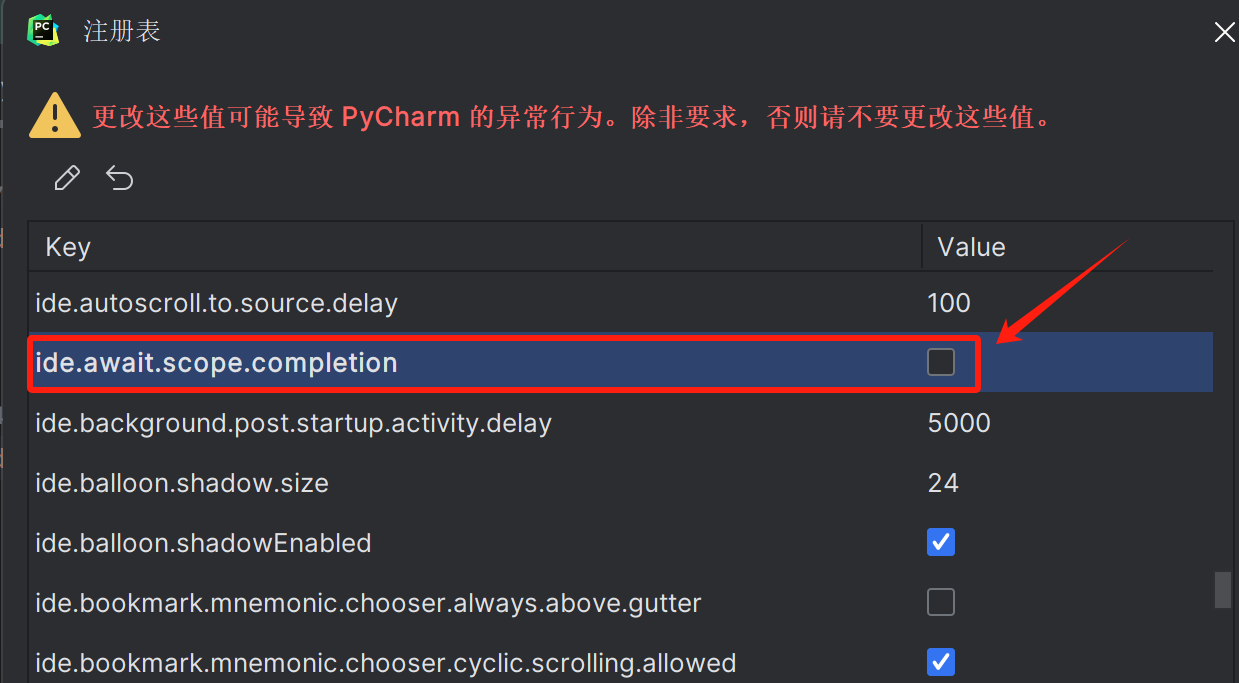 PC
注册表
更改这些值可能导致 PyCharm 的异常行为。除非要求，否则请不要更改这些值。
Key Value
ide.autoscroll.to.source.delay 100
ide.await.scope.completion
ide.background.post.startup.activity.delay 5000
ide.balloon.shadow.size 24
ide.balloon.shadowEnabled
ide.bookmark.mnemonic.chooser.always.above.gutter
ide.bookmark.mnemonic.chooser.cyclic.scrolling.allowed